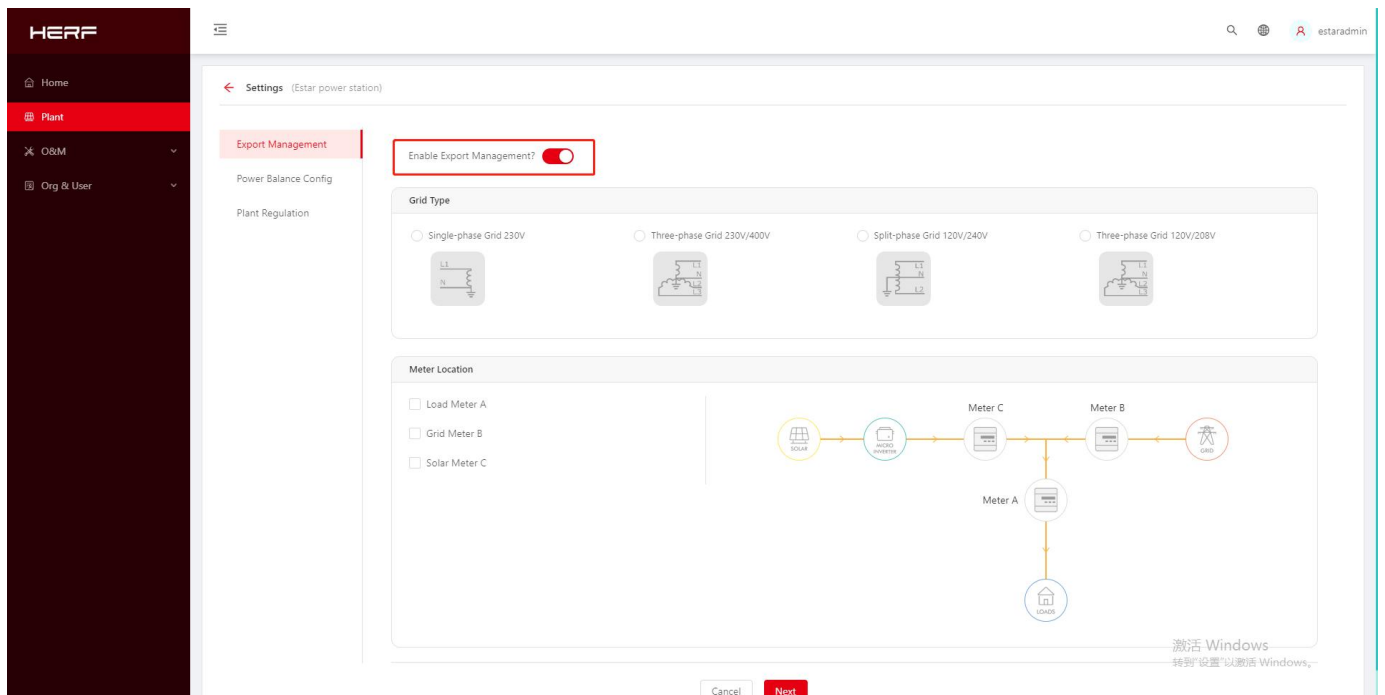 HERF
estaradmin
Home
Plant
O&M
Org & User
Settings (Estar power station)
Export Management
Power Balance Config
Plant Regulation
Enable Export Management?
Grid Type
Single-phase Grid 230V
Three-phase Grid 230V/400V
Split-phase Grid 120V/240V
Three-phase Grid 120V/208V
L1
N
L1
N
L2
L3
L1
N
L2
L1
N
L2
L3
Meter Location
Load Meter A
Grid Meter B
Solar Meter C
Meter C
Meter B
SOLAR
MICRO
INVERTER
GRID
Meter A
LOADS
激活 Windows
转到"设置"以激活 Windows。
Cancel
Next